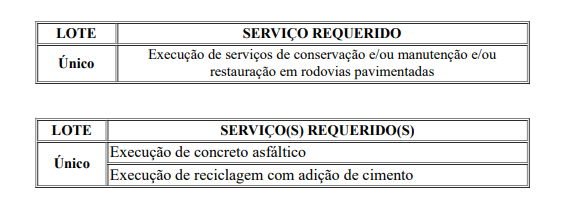 LOTE SERVIÇO REQUERIDO
Único Execução de serviços de conservação e/ou manutenção e/ou
restauração em rodovias pavimentadas
LOTE SERVIÇO(S) REQUERIDO(S)
Único
Execução de concreto asfáltico
Execução de reciclagem com adição de cimento